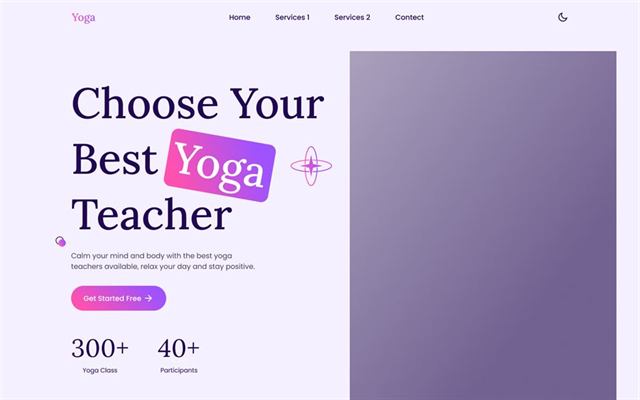 Yoga
Home Services 1 Services 2 Contect
Choose Your
Best Yoga
Teacher
Calm your mind and body with the best yoga
teachers available, relax your day and stay positive.
Get Started Free →
300+ 40+
Yoga Class Participants